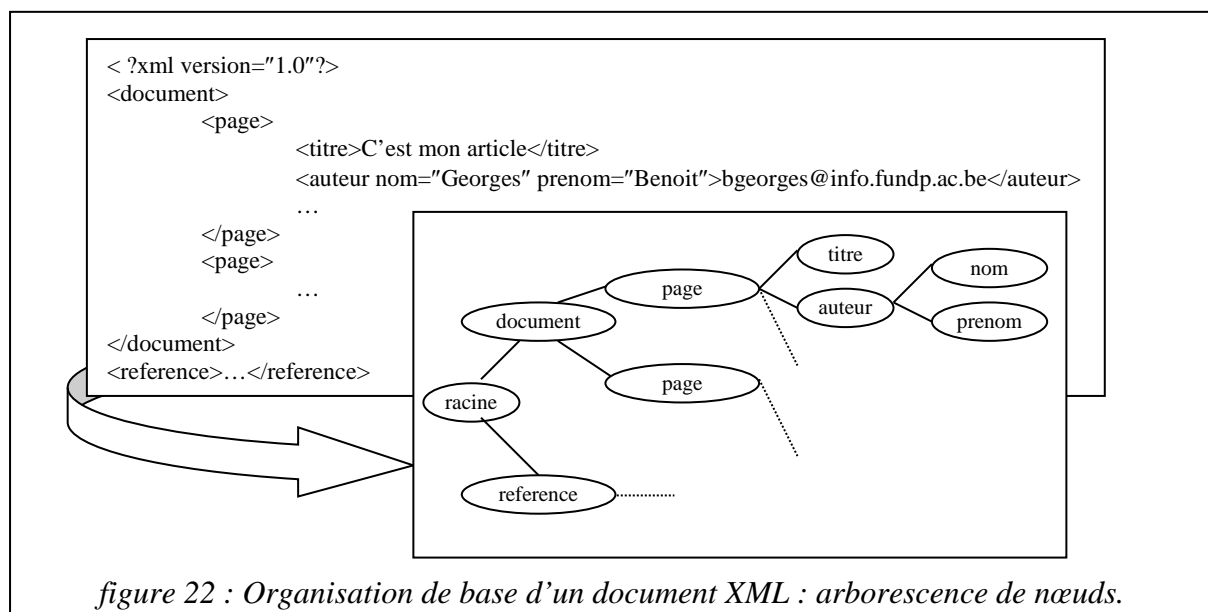 < ?xml version=″1.0″?>
<document>
<page>
<titre>C’est mon article</titre>
<auteur nom=″Georges″ prenom=″Benoit″>bgeorges@info.fundp.ac.be</auteur>
…
</page>
<page>
…
</page>
</document>
<reference>…</reference>
titre
nom
page
auteur
prenom
document
page
racine
reference
figure 22 : Organisation de base d’un document XML : arborescence de nœuds.